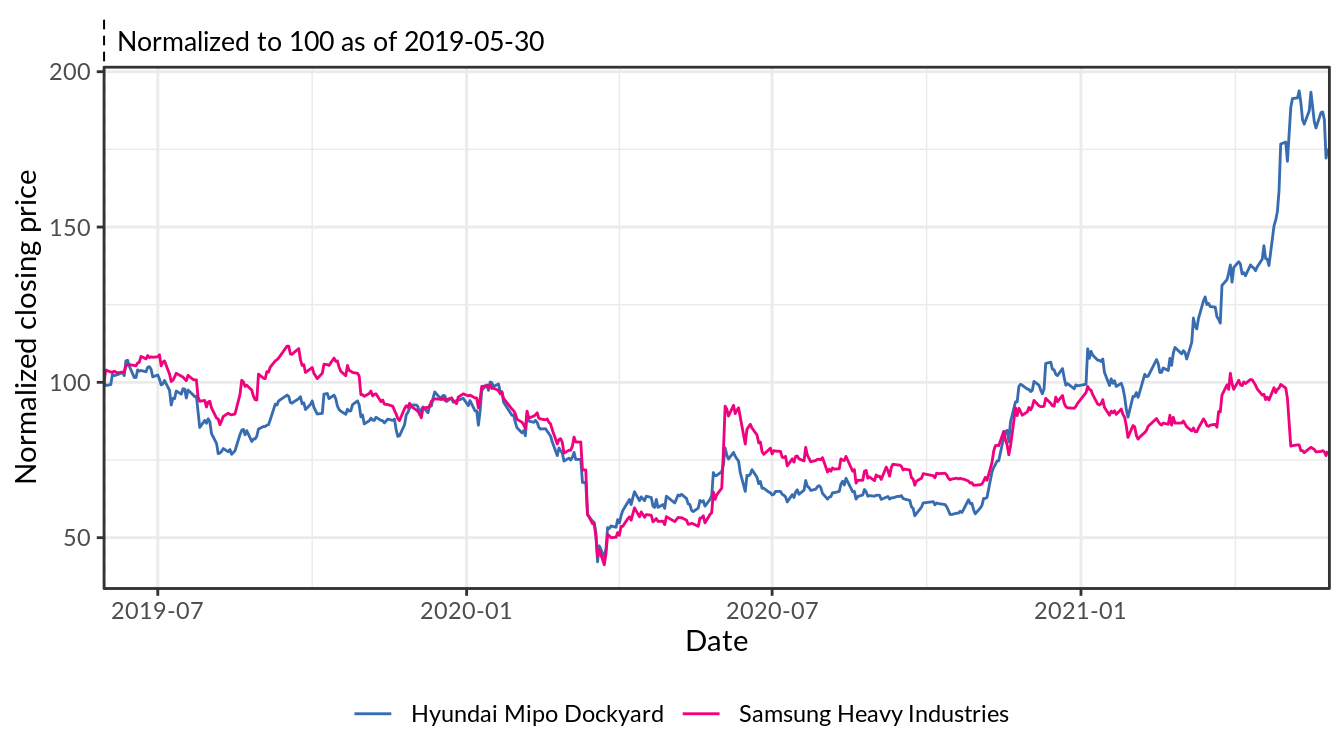 Normalized to 100 as of 2019-05-30
Normalized closing price
200
150
100
50
2019-07
2020-01
2020-07
2021-01
Date
Hyundai Mipo Dockyard
Samsung Heavy Industries